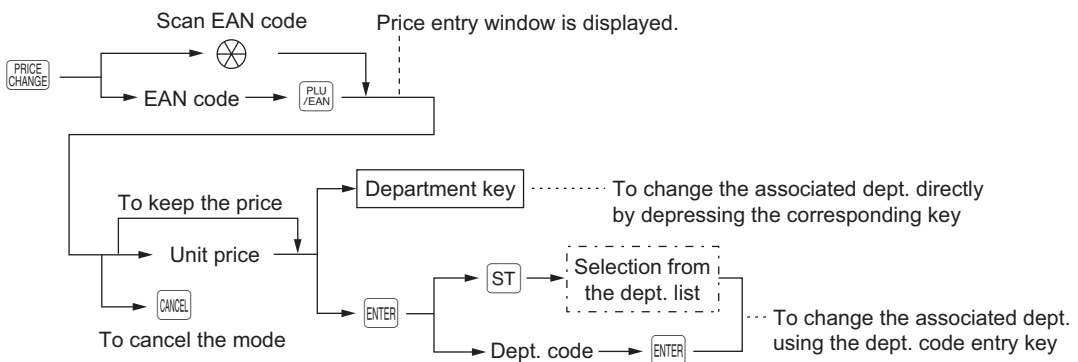 Scan EAN code
Price entry window is displayed.
PRICE
CHANGE
EAN code
PLU
/EAN
To keep the price
Department key
To change the associated dept. directly
by depressing the corresponding key
Unit price
ST
Selection from
the dept. list
CANCEL
ENTER
To cancel the mode
To change the associated dept.
using the dept. code entry key
Dept. code
ENTER